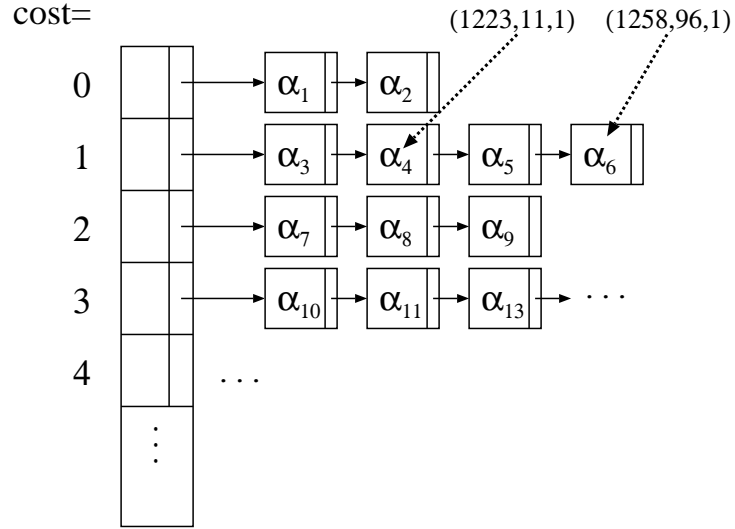 cost=
(1223,11,1) (1258,96,1)
0 α₁ α₂
1 α₃ α₄ α₅ α₆
2 α₇ α₈ α₉
3 α₁₀ α₁₁ α₁₃ . . .
4 . . .
⋮